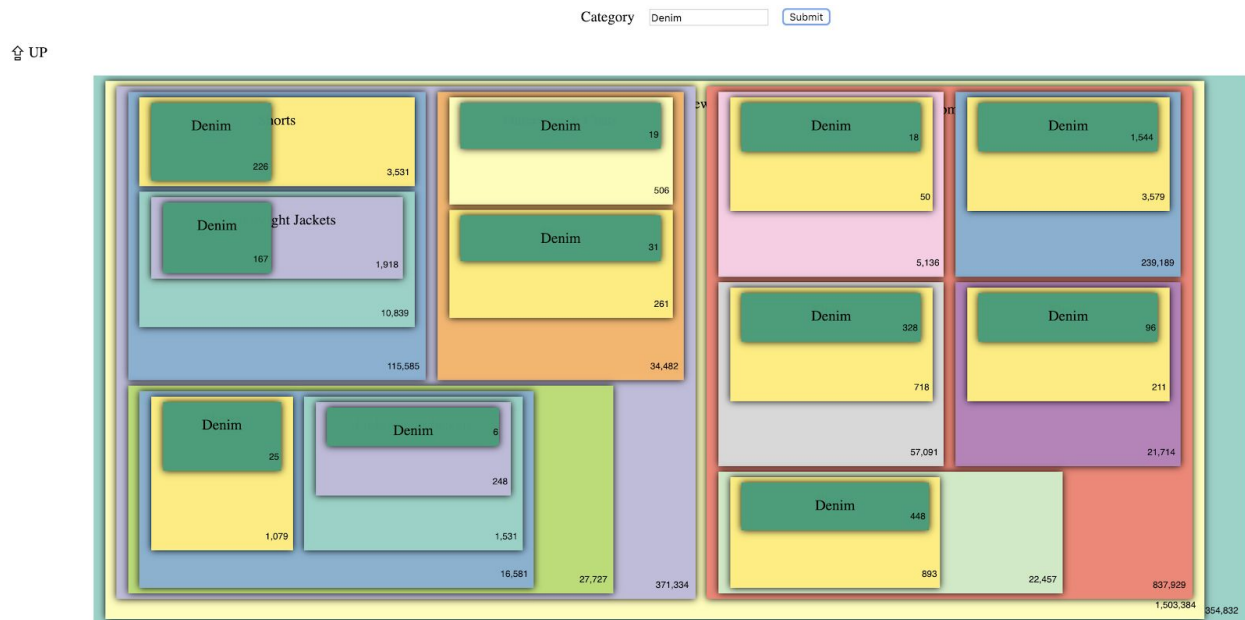 Category Denim Submit
⇪ UP
Denim
horts
226
3,531
Denim
ght Jackets
167
1,918
10,839
115,585
Denim
19
506
Denim
31
261
34,482
Denim
25
1,079
Denim
6
248
1,531
16,581
27,727
371,334
ew
om
Denim
18
50
5,136
Denim
1,544
3,579
239,189
Denim
328
718
57,091
Denim
96
211
21,714
Denim
448
893
22,457
837,929
1,503,384
354,832